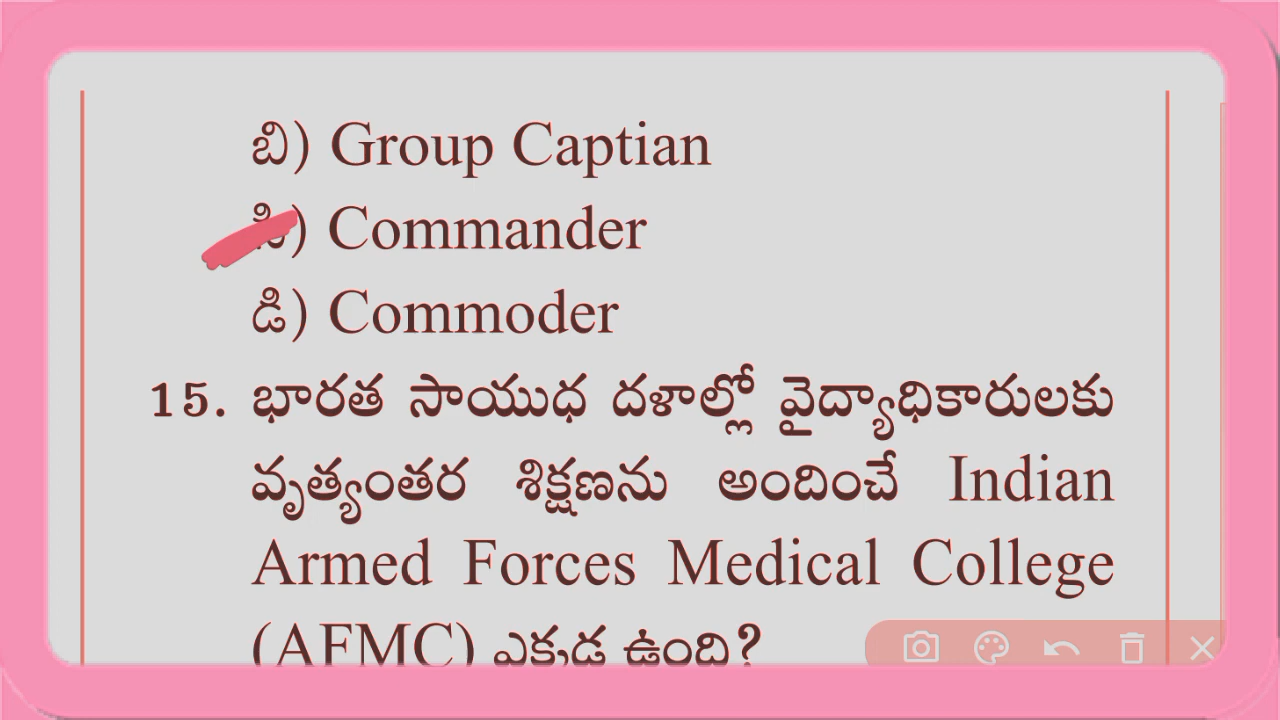 బి) Group Captian
సి) Commander
డి) Commoder
15. భారత సాయుధ దళాల్లో వైద్యాధికారులకు
వృత్యంతర శిక్షణను అందించే Indian
Armed Forces Medical College
(AFMC) ఎక్కడ ఉంది?